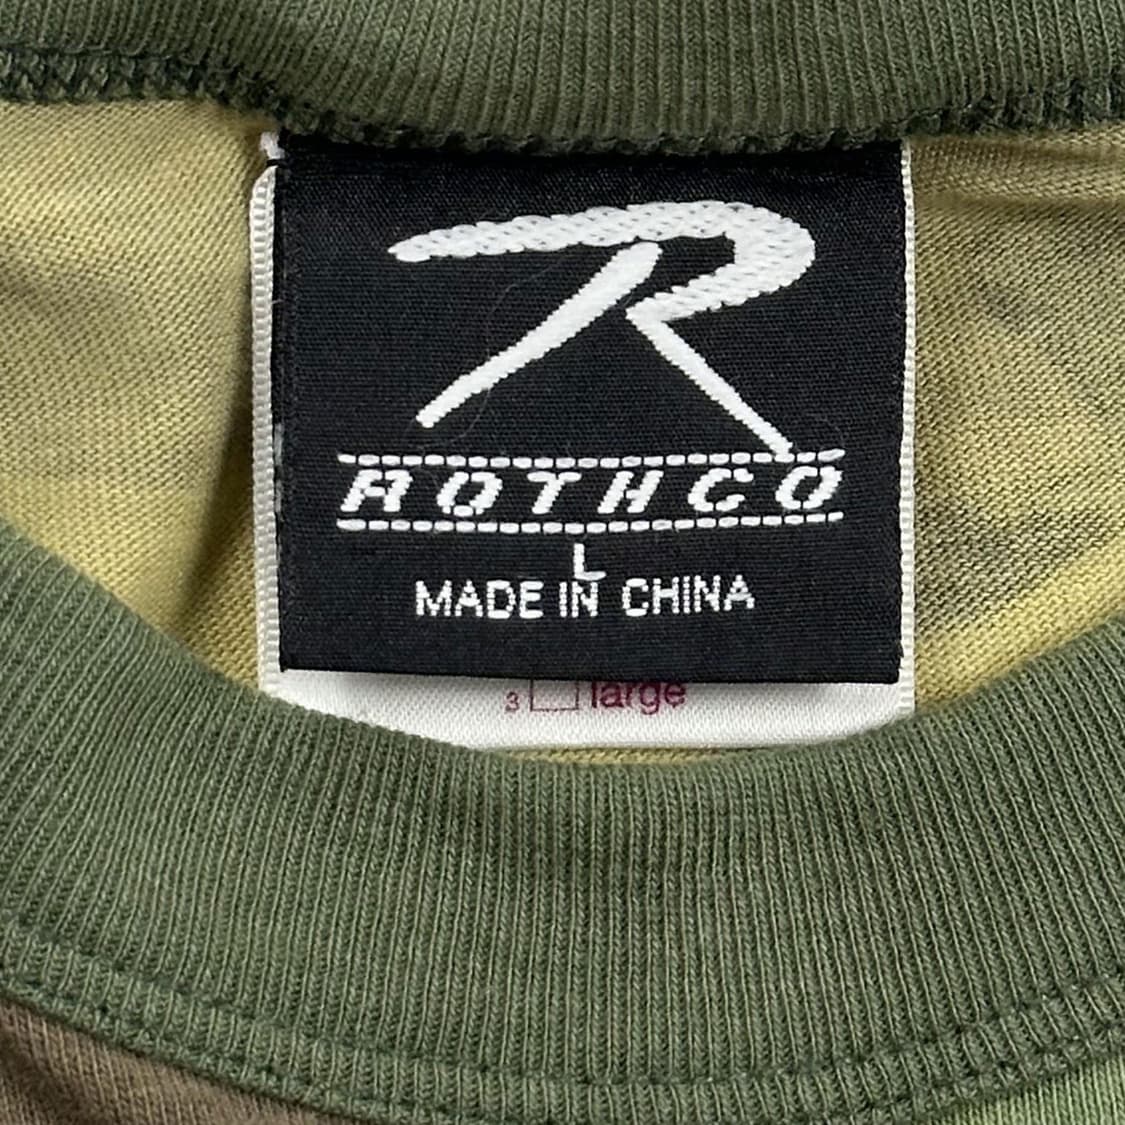 R
ROTHCO
L
MADE IN CHINA
3 large